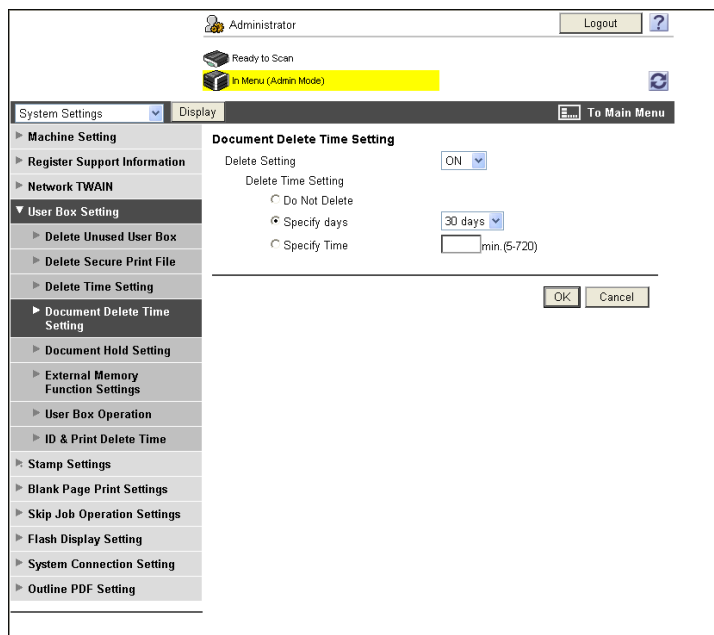 Administrator
Logout
?
Ready to Scan
In Menu (Admin Mode)
System Settings
Display
To Main Menu
Machine Setting
Register Support Information
Network TWAIN
User Box Setting
Delete Unused User Box
Delete Secure Print File
Delete Time Setting
Document Delete Time
Setting
Document Hold Setting
External Memory
Function Settings
User Box Operation
ID & Print Delete Time
Stamp Settings
Blank Page Print Settings
Skip Job Operation Settings
Flash Display Setting
System Connection Setting
Outline PDF Setting
Document Delete Time Setting
Delete Setting
ON
Delete Time Setting
Do Not Delete
Specify days
30 days
Specify Time
min.(5-720)
OK
Cancel